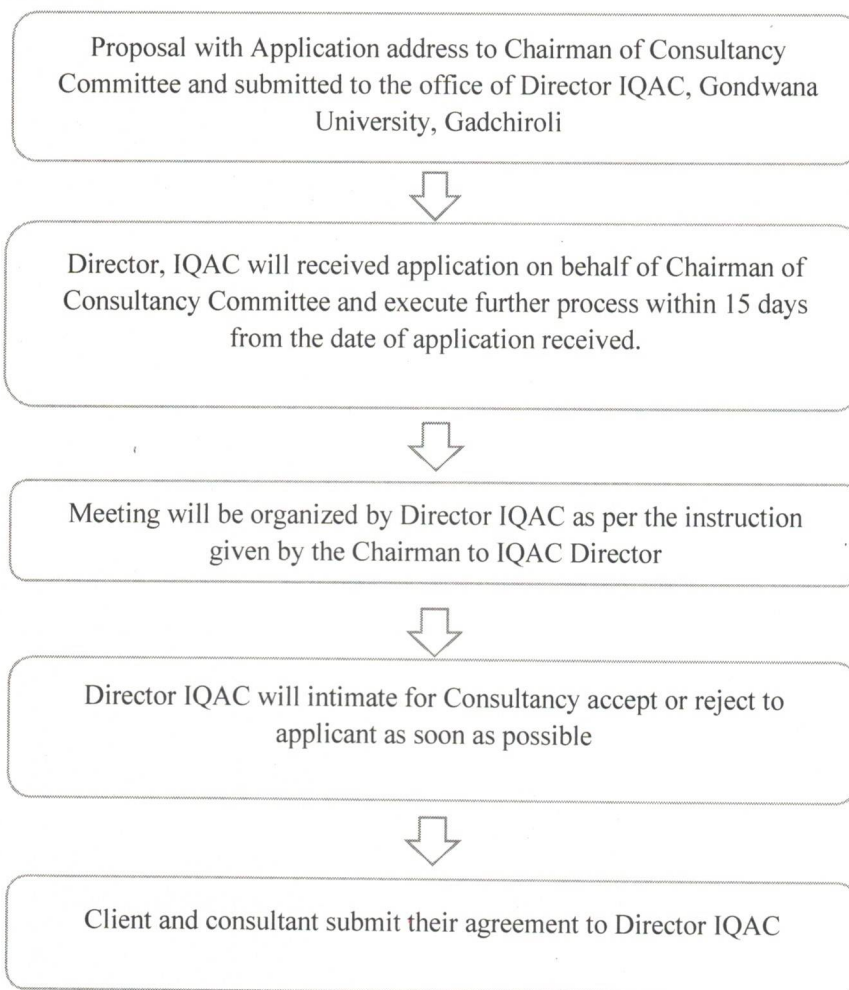 Proposal with Application address to Chairman of Consultancy
Committee and submitted to the office of Director IQAC, Gondwana
University, Gadchiroli
Director, IQAC will received application on behalf of Chairman of
Consultancy Committee and execute further process within 15 days
from the date of application received.
Meeting will be organized by Director IQAC as per the instruction
given by the Chairman to IQAC Director
Director IQAC will intimate for Consultancy accept or reject to
applicant as soon as possible
Client and consultant submit their agreement to Director IQAC